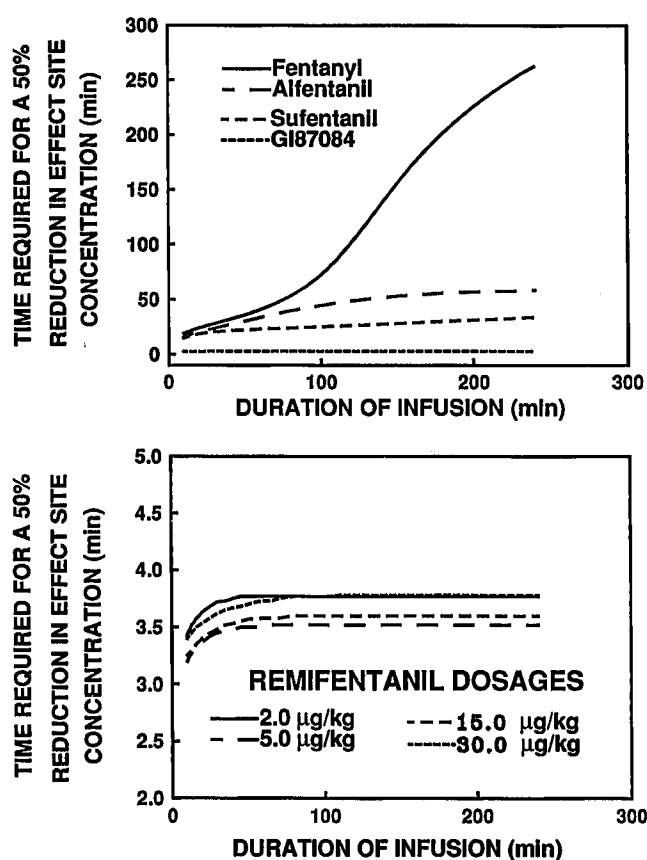 TIME REQUIRED FOR A 50%
REDUCTION IN EFFECT SITE
CONCENTRATION (min)
300
250
200
150
100
50
0
Fentanyl
Alfentanil
Sufentanil
GI87084
0
100
200
300
DURATION OF INFUSION (min)
TIME REQUIRED FOR A 50%
REDUCTION IN EFFECT SITE
CONCENTRATION (min)
5.0
4.5
4.0
3.5
3.0
2.5
2.0
REMIFENTANIL DOSAGES
2.0 µg/kg
15.0 µg/kg
5.0 µg/kg
30.0 µg/kg
0
100
200
300
DURATION OF INFUSION (min)